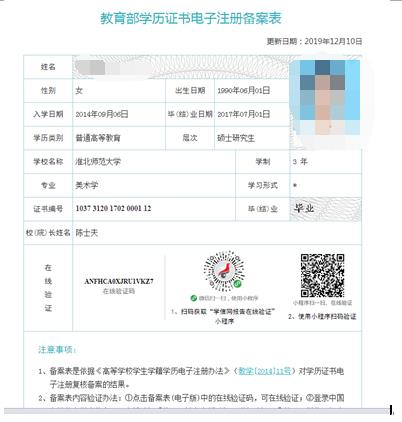 教育部学历证书电子注册备案表
更新日期：2019年12月10日
姓名
性别 女 出生日期 1990年06月01日
入学日期 2014年09月06日 毕（结）业日期 2017年07月01日
学历类别 普通高等教育 层次 硕士研究生
学校名称 淮北师范大学 学制 3 年
专业 美术学 学习形式 *
证书编号 1037 3120 1702 0001 12 毕（结）业 毕业
校（院）长姓名 陈士夫
在线验证
ANFHCA0XJRU1VKZ7
在线验证码
微信扫一扫，使用小程序
1、扫码获取“学信网报告在线验证”
小程序
小程序扫一扫，在线验证
2、使用小程序扫码验证
注意事项：
1、备案表是依据《高等学校学生学籍学历电子注册办法》（教学[2014]11号）对学历证书电
子注册复核备案的结果。
2、备案表内容验证办法：①点击备案表（电子版）中的在线验证码，可在线验证；②登录中国